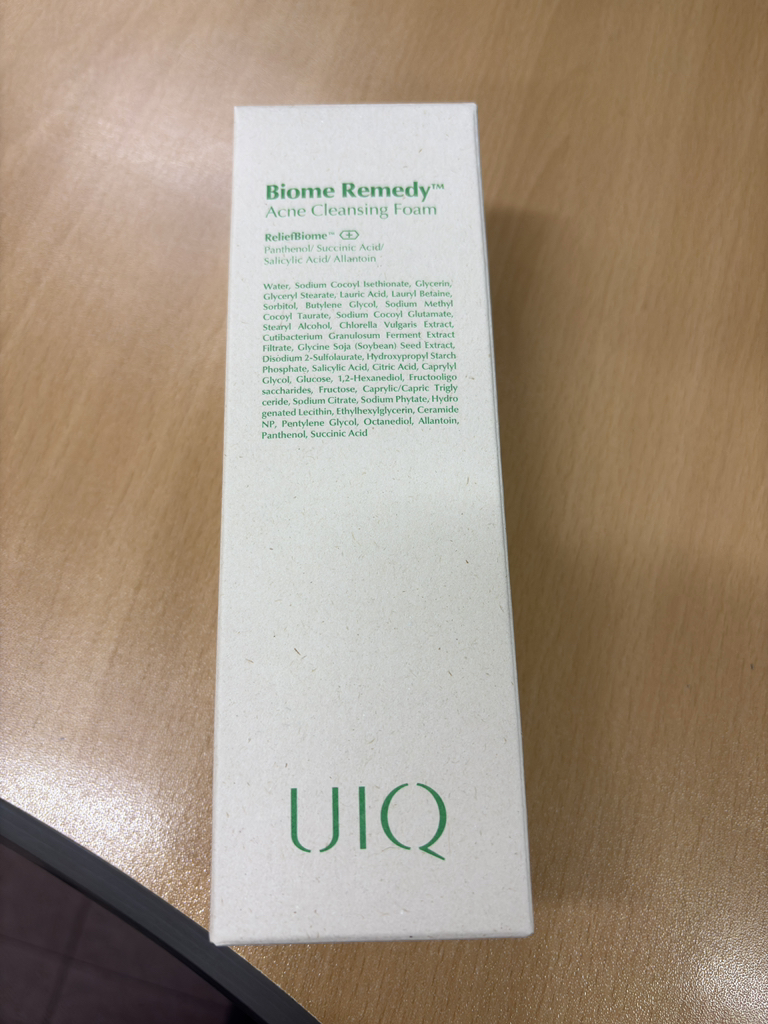 Biome Remedy™
Acne Cleansing Foam
ReliefBiome™
Panthenol/ Succinic Acid/
Salicylic Acid/ Allantoin
Water, Sodium Cocoyl Isethionate, Glycerin,
Glyceryl Stearate, Lauric Acid, Lauryl Betaine,
Sorbitol, Butylene Glycol, Sodium Methyl
Cocoyl Taurate, Sodium Cocoyl Glutamate,
Stearyl Alcohol, Chlorella Vulgaris Extract,
Cutibacterium Granulosum Ferment Extract
Filtrate, Glycine Soja (Soybean) Seed Extract,
Disodium 2-Sulfolaurate, Hydroxypropyl Starch
Phosphate, Salicylic Acid, Citric Acid, Caprylyl
Glycol, Glucose, 1,2-Hexanediol, Fructooligo
saccharides, Fructose, Caprylic/Capric Trigly
ceride, Sodium Citrate, Sodium Phytate, Hydro
genated Lecithin, Ethylhexylglycerin, Ceramide
NP, Pentylene Glycol, Octanediol, Allantoin,
Panthenol, Succinic Acid
UIQ